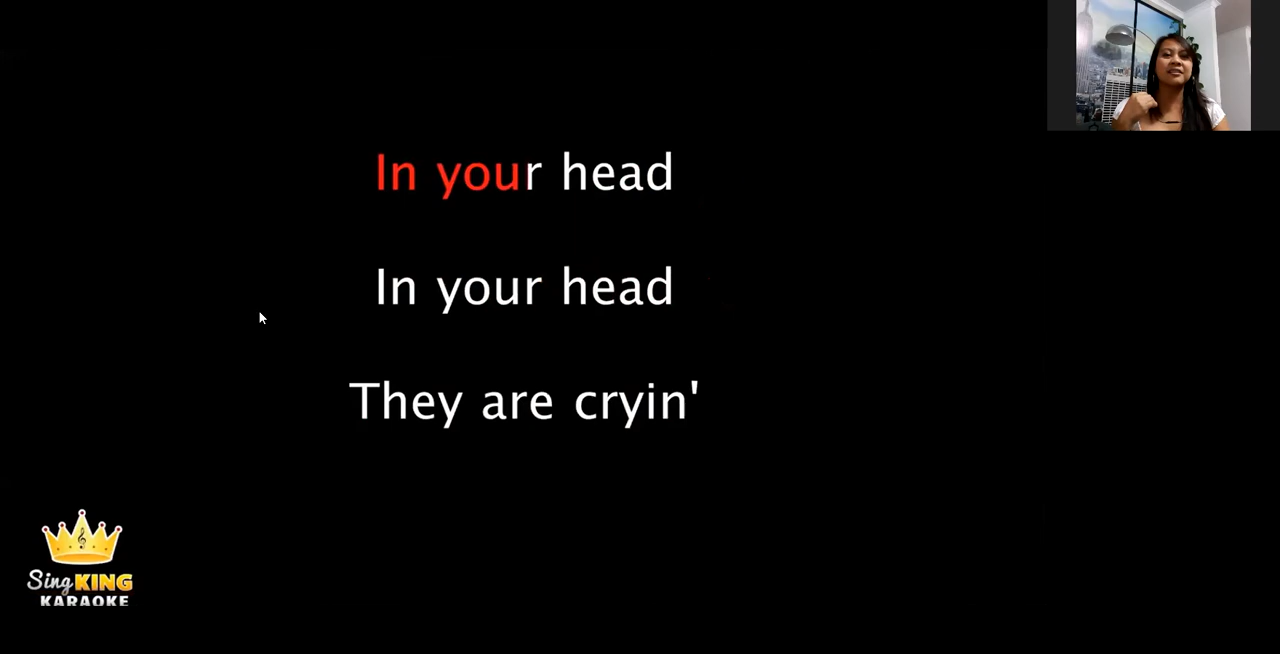 In your head
In your head
They are cryin'
Sing KING
KARAOKE